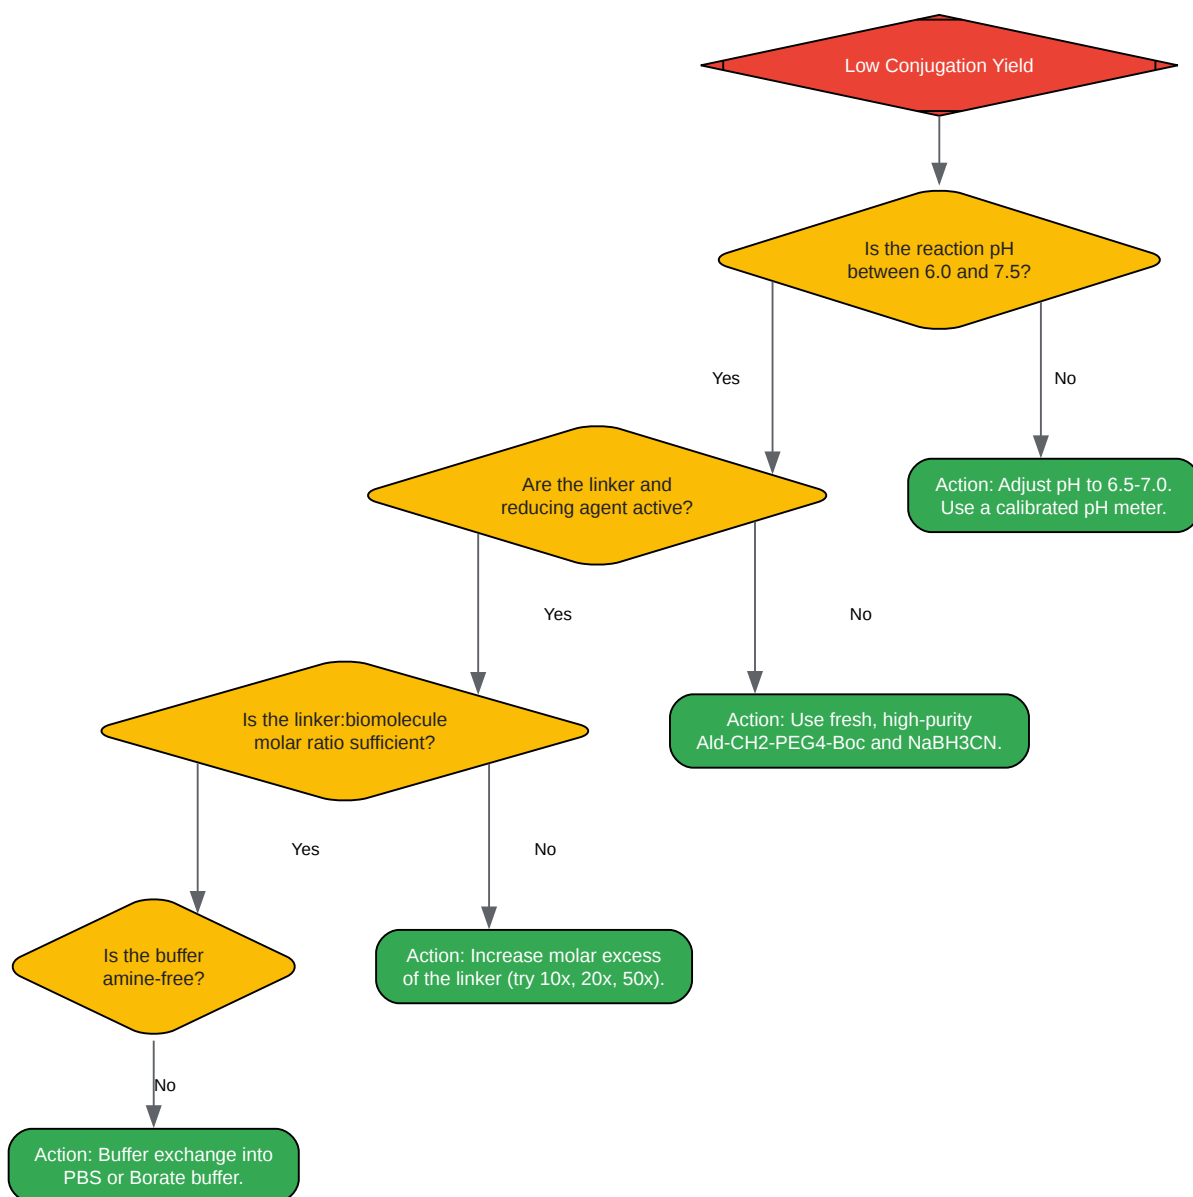 Low Conjugation Yield
Is the reaction pH
between 6.0 and 7.5?
Yes
No
Are the linker and
reducing agent active?
Action: Adjust pH to 6.5-7.0.
Use a calibrated pH meter.
Yes
No
Is the linker:biomolecule
molar ratio sufficient?
Action: Use fresh, high-purity
Ald-CH2-PEG4-Boc and NaBH3CN.
Yes
No
Is the buffer
amine-free?
Action: Increase molar excess
of the linker (try 10x, 20x, 50x).
No
Action: Buffer exchange into
PBS or Borate buffer.